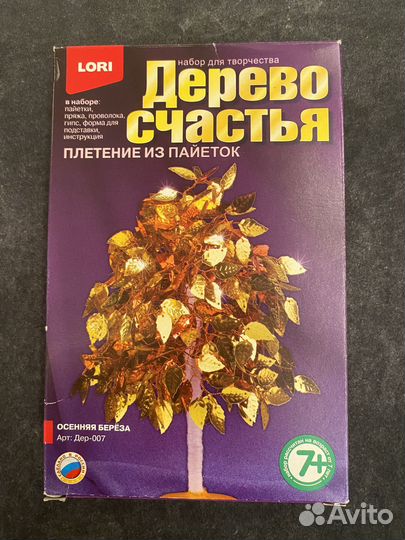 LORI
набор для творчества
Дерево
счастья
ПЛЕТЕНИЕ ИЗ ПАЙЕТОК
в наборе:
пайетки,
пряжа, проволока,
гипс, форма для
подставки,
инструкция
ОСЕННЯЯ БЕРЁЗА
Арт: Дер-007
7+
Avito